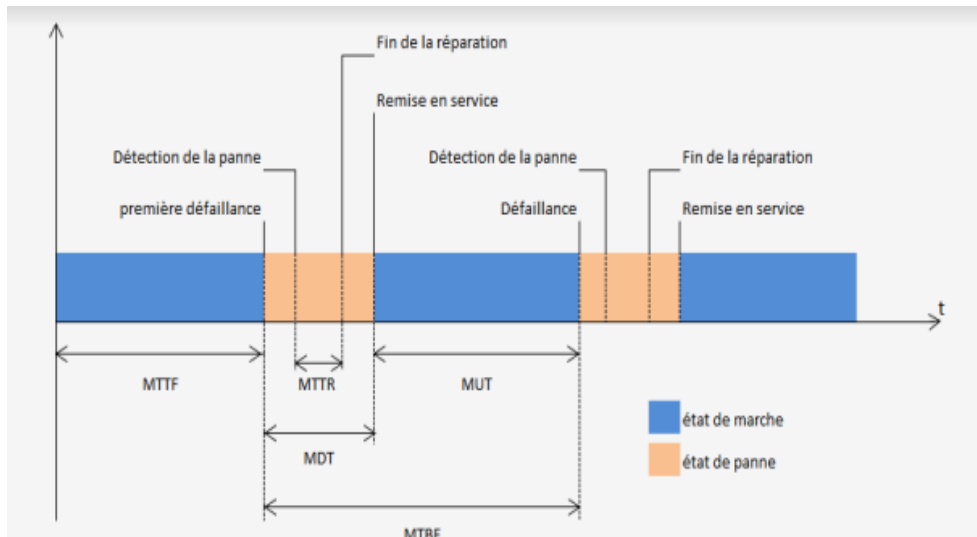 Fin de la réparation
Remise en service
Détection de la panne
Détection de la panne
Fin de la réparation
première défaillance
Défaillance
Remise en service
t
MTTF
MTTR
MUT
état de marche
MDT
état de panne
MTBF